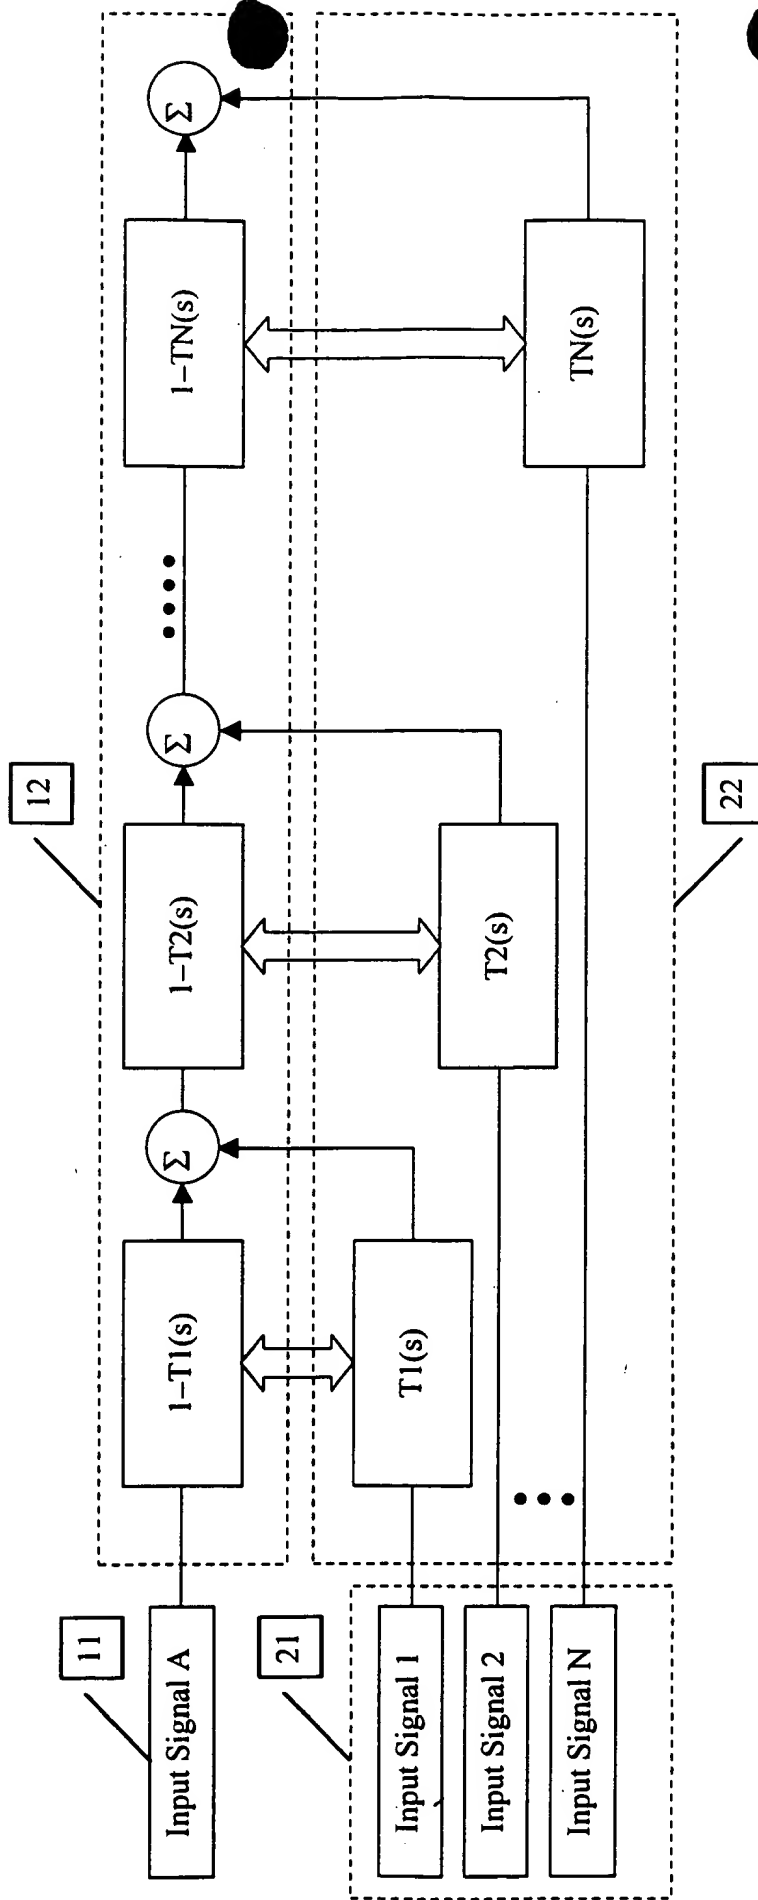 12
Input Signal A
11
1−T1(s)
Σ
1−T2(s)
Σ
1−TN(s)
Σ
21
Input Signal 1
Input Signal 2
Input Signal N
T1(s)
T2(s)
TN(s)
22